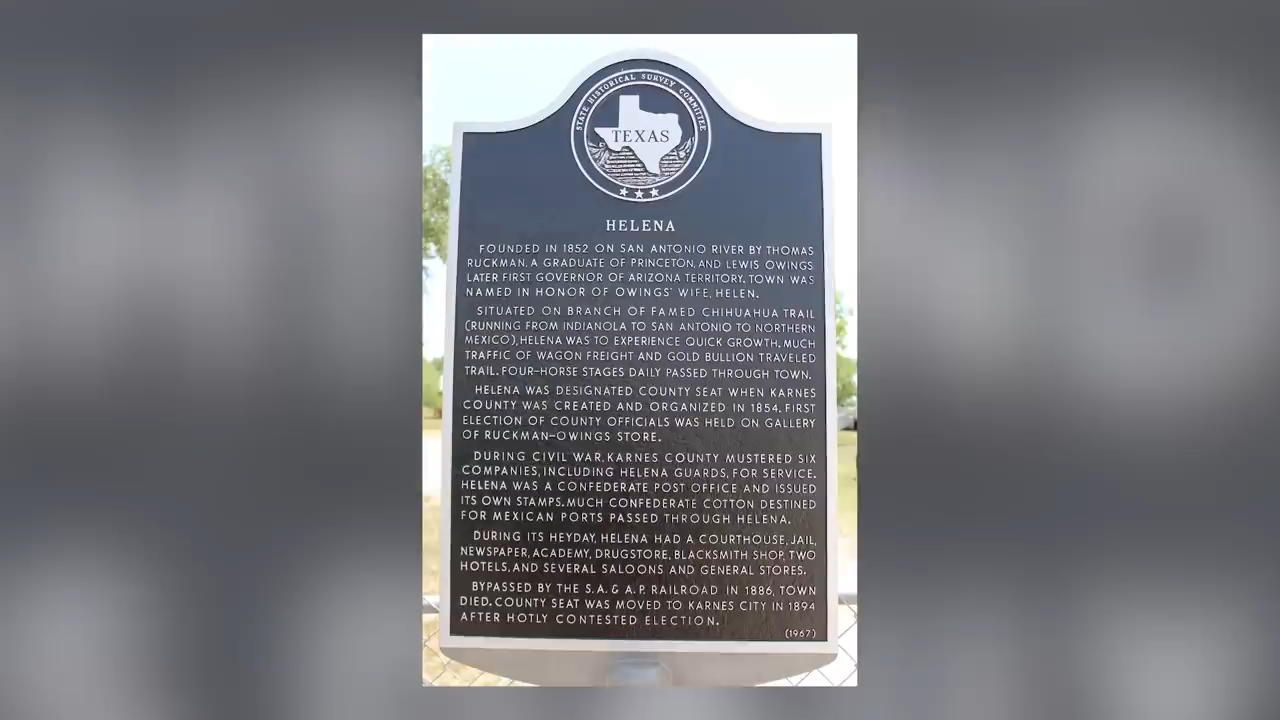 STATE HISTORICAL SURVEY COMMITTEE
TEXAS
HELENA
FOUNDED IN 1852 ON SAN ANTONIO RIVER BY THOMAS
RUCKMAN, A GRADUATE OF PRINCETON, AND LEWIS OWINGS
LATER FIRST GOVERNOR OF ARIZONA TERRITORY. TOWN WAS
NAMED IN HONOR OF OWINGS' WIFE, HELEN.
SITUATED ON BRANCH OF FAMED CHIHUAHUA TRAIL
(RUNNING FROM INDIANOLA TO SAN ANTONIO TO NORTHERN
MEXICO), HELENA WAS TO EXPERIENCE QUICK GROWTH. MUCH
TRAFFIC OF WAGON FREIGHT AND GOLD BULLION TRAVELED
TRAIL. FOUR-HORSE STAGES DAILY PASSED THROUGH TOWN.
HELENA WAS DESIGNATED COUNTY SEAT WHEN KARNES
COUNTY WAS CREATED AND ORGANIZED IN 1854. FIRST
ELECTION OF COUNTY OFFICIALS WAS HELD ON GALLERY
OF RUCKMAN-OWINGS STORE.
DURING CIVIL WAR, KARNES COUNTY MUSTERED SIX
COMPANIES, INCLUDING HELENA GUARDS, FOR SERVICE.
HELENA WAS A CONFEDERATE POST OFFICE AND ISSUED
ITS OWN STAMPS. MUCH CONFEDERATE COTTON DESTINED
FOR MEXICAN PORTS PASSED THROUGH HELENA.
DURING ITS HEYDAY, HELENA HAD A COURTHOUSE, JAIL,
NEWSPAPER, ACADEMY, DRUGSTORE, BLACKSMITH SHOP, TWO
HOTELS, AND SEVERAL SALOONS AND GENERAL STORES.
BYPASSED BY THE S.A. & A.P. RAILROAD IN 1886, TOWN
DIED. COUNTY SEAT WAS MOVED TO KARNES CITY IN 1894
AFTER HOTLY CONTESTED ELECTION.
(1967)